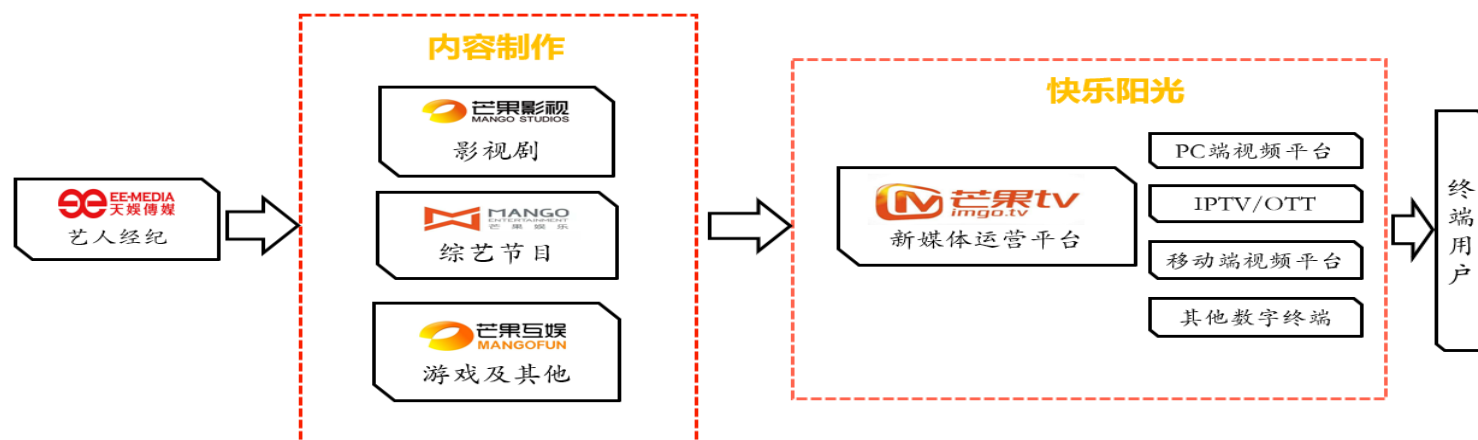 EE-MEDIA
天娱傳媒
艺人经纪
内容制作
芒果影视
MANGO STUDIOS
影视剧
MANGO
ENTERTAINMENT
芒果娱乐
综艺节目
芒果互娱
MANGOFUN
游戏及其他
快乐阳光
芒果tv
imgo.tv
新媒体运营平台
PC端视频平台
IPTV/OTT
移动端视频平台
其他数字终端
终
端
用
户